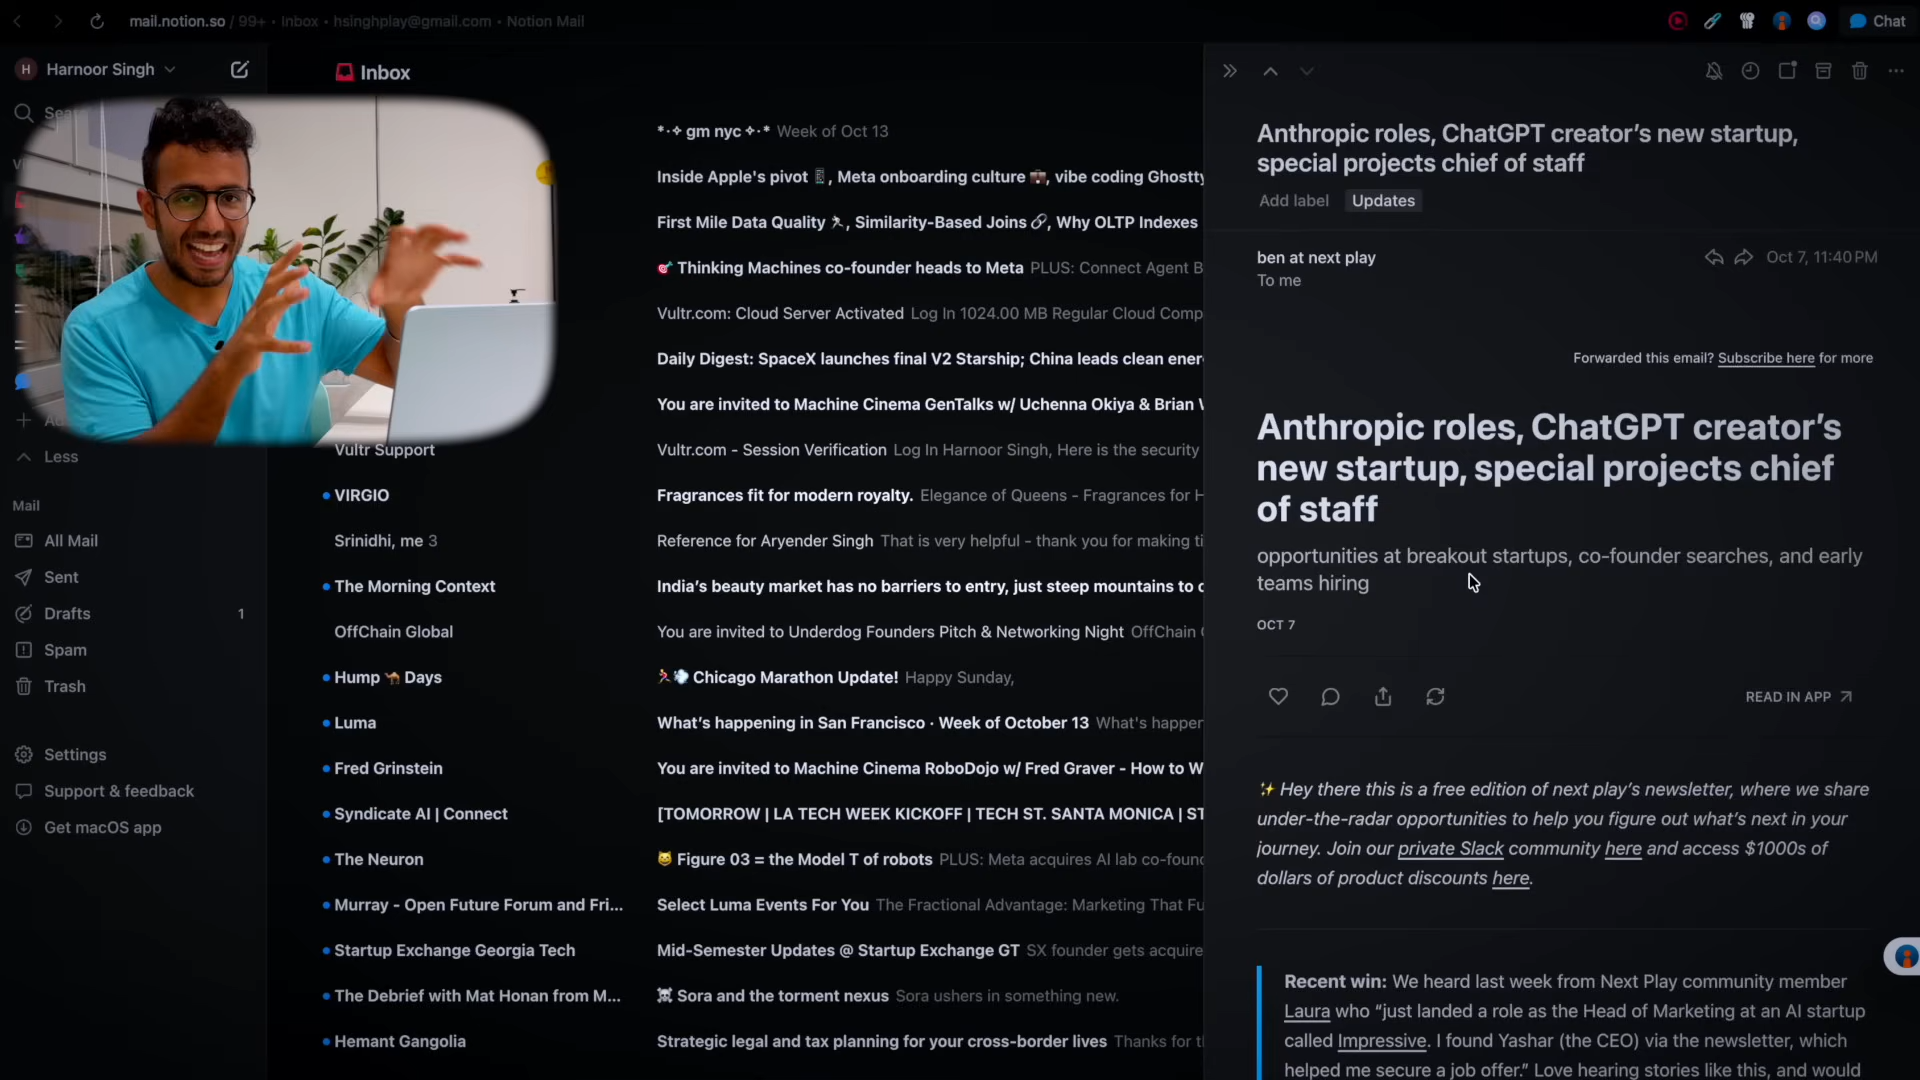 mail.notion.so / 99+ • Inbox • hsinghplay@gmail.com • Notion Mail
Chat
H Harnoor Singh
Less
Mail
All Mail
Sent
Drafts 1
Spam
Trash
Settings
Support & feedback
Get macOS app
Inbox
*·✧ gm nyc ✧·* Week of Oct 13
Inside Apple's pivot 📱, Meta onboarding culture 💼, vibe coding Ghostty
First Mile Data Quality, Similarity-Based Joins 🔗, Why OLTP Indexes
🎯 Thinking Machines co-founder heads to Meta PLUS: Connect Agent B
Vultr.com: Cloud Server Activated Log In 1024.00 MB Regular Cloud Comp
Daily Digest: SpaceX launches final V2 Starship; China leads clean ener
You are invited to Machine Cinema GenTalks w/ Uchenna Okiya & Brian
Vultr Support Vultr.com - Session Verification Log In Harnoor Singh, Here is the security
VIRGIO Fragrances fit for modern royalty. Elegance of Queens - Fragrances for H
Srinidhi, me 3 Reference for Aryender Singh That is very helpful - thank you for making ti
The Morning Context India's beauty market has no barriers to entry, just steep mountains to c
OffChain Global You are invited to Underdog Founders Pitch & Networking Night OffChain
Hump 🐪 Days 🏃💨 Chicago Marathon Update! Happy Sunday,
Luma What's happening in San Francisco · Week of October 13 What's happen
Fred Grinstein You are invited to Machine Cinema RoboDojo w/ Fred Graver - How to W
Syndicate AI | Connect [TOMORROW | LA TECH WEEK KICKOFF | TECH ST. SANTA MONICA | ST
The Neuron 😺 Figure 03 = the Model T of robots PLUS: Meta acquires AI lab co-foun
Murray - Open Future Forum and Fri... Select Luma Events For You The Fractional Advantage: Marketing That Fu
Startup Exchange Georgia Tech Mid-Semester Updates @ Startup Exchange GT SX founder gets acquire
The Debrief with Mat Honan from M... ☠️ Sora and the torment nexus Sora ushers in something new.
Hemant Gangolia Strategic legal and tax planning for your cross-border lives Thanks for t
Anthropic roles, ChatGPT creator's new startup,
special projects chief of staff
Add label Updates
ben at next play Oct 7, 11:40 PM
To me
Forwarded this email? Subscribe here for more
Anthropic roles, ChatGPT creator's
new startup, special projects chief
of staff
opportunities at breakout startups, co-founder searches, and early
teams hiring
OCT 7
READ IN APP
✨ Hey there this is a free edition of next play's newsletter, where we share
under-the-radar opportunities to help you figure out what's next in your
journey. Join our private Slack community here and access $1000s of
dollars of product discounts here.
Recent win: We heard last week from Next Play community member
Laura who "just landed a role as the Head of Marketing at an AI startup
called Impressive. I found Yashar (the CEO) via the newsletter, which
helped me secure a job offer." Love hearing stories like this, and would